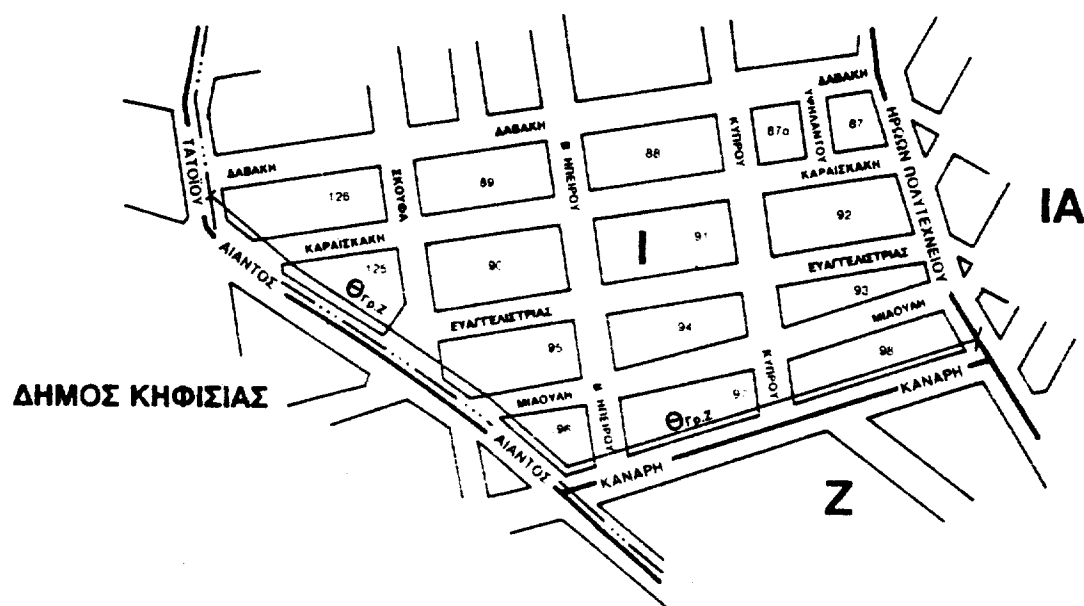 ΔΑΒΑΚΗ
ΥΨΗΛΑΝΤΟΥ
87α
87
ΚΥΠΡΟΥ
ΗΡΩΩΝ ΠΟΛΥΤΕΧΝΕΙΟΥ
ΤΑΤΟΪΟΥ
ΔΑΒΑΚΗ
Β ΗΠΕΙΡΟΥ
88
ΔΑΒΑΚΗ
126
ΣΚΟΥΦΑ
89
ΚΑΡΑΙΣΚΑΚΗ
ΙΑ
92
ΚΑΡΑΙΣΚΑΚΗ
90
Ι
91
ΑΙΑΝΤΟΣ
125
Θ Γρ.Ζ
ΕΥΑΓΓΕΛΙΣΤΡΙΑΣ
93
ΕΥΑΓΓΕΛΙΣΤΡΙΑΣ
94
ΜΙΑΟΥΛΗ
95
ΚΥΠΡΟΥ
98
ΔΗΜΟΣ ΚΗΦΙΣΙΑΣ
ΜΙΑΟΥΛΗ
Β ΗΠΕΙΡΟΥ
97
ΚΑΝΑΡΗ
Θ Γρ.Ζ
96
ΑΙΑΝΤΟΣ
ΚΑΝΑΡΗ
Ζ